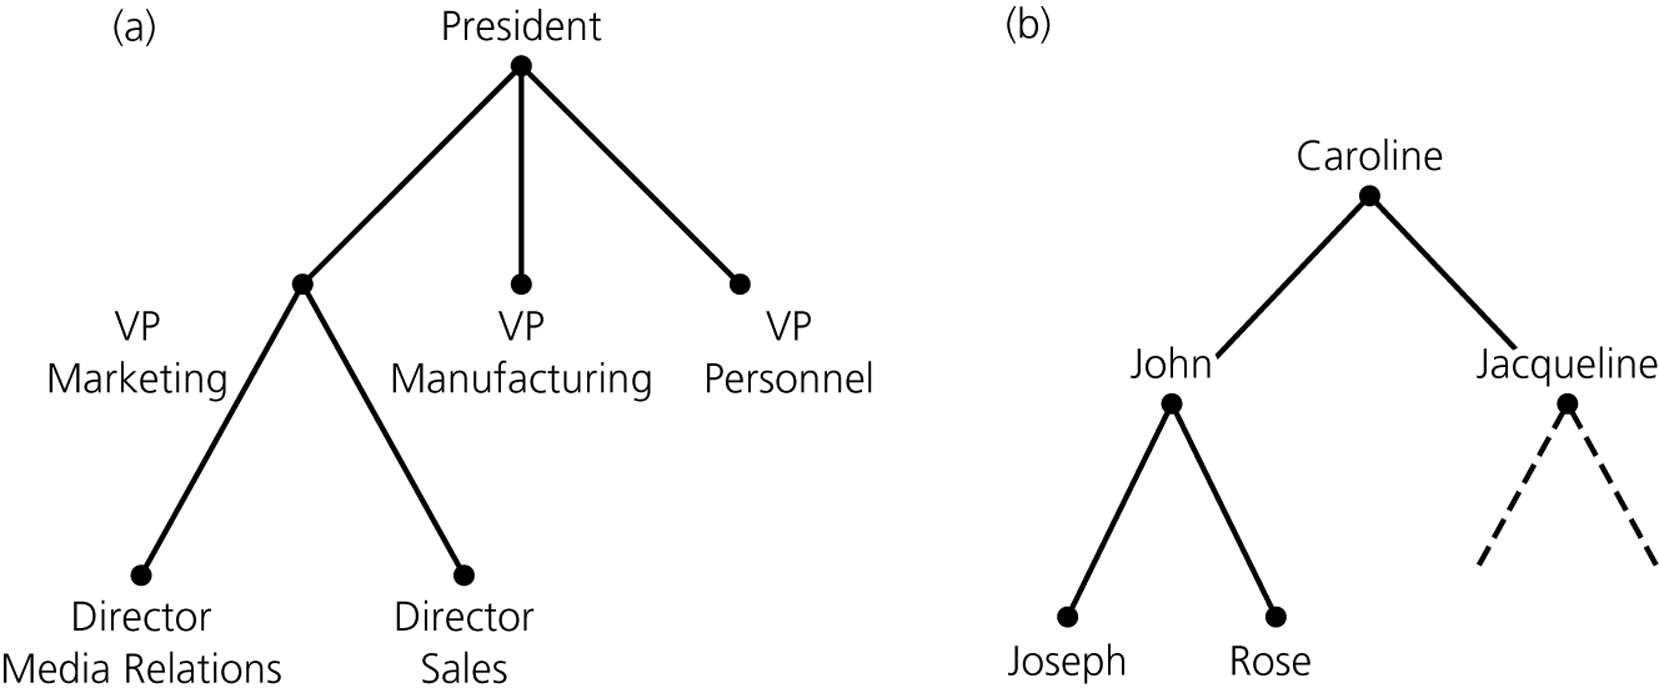 (a)
President
VP
Marketing
VP
Manufacturing
VP
Personnel
Director
Media Relations
Director
Sales
(b)
Caroline
John
Jacqueline
Joseph
Rose